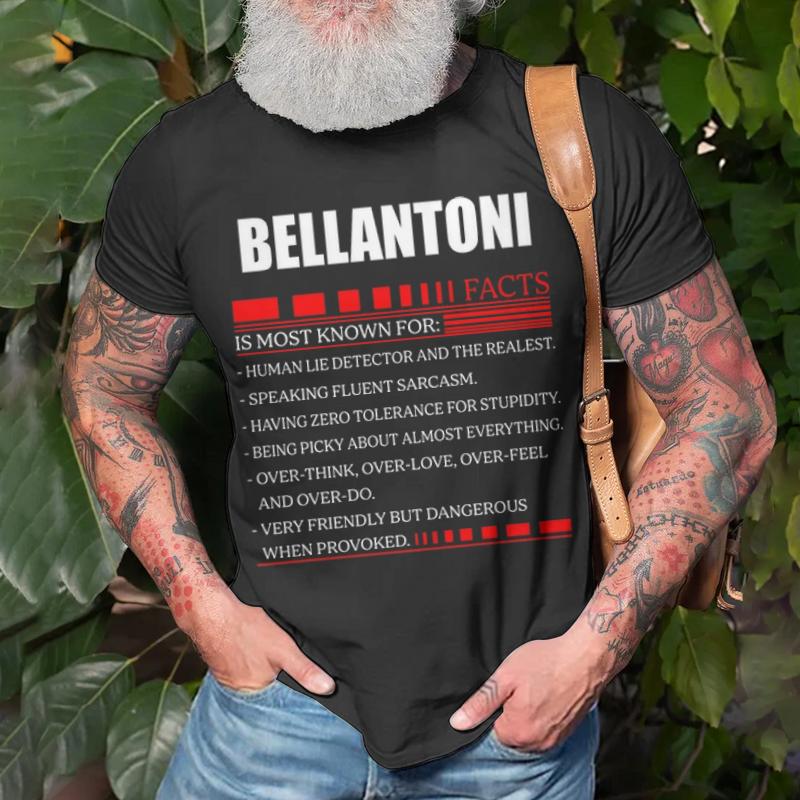 BELLANTONI
FACTS
IS MOST KNOWN FOR:
- HUMAN LIE DETECTOR AND THE REALEST.
- SPEAKING FLUENT SARCASM.
- HAVING ZERO TOLERANCE FOR STUPIDITY.
- BEING PICKY ABOUT ALMOST EVERYTHING.
- OVER-THINK, OVER-LOVE, OVER-FEEL
AND OVER-DO.
- VERY FRIENDLY BUT DANGEROUS
WHEN PROVOKED.